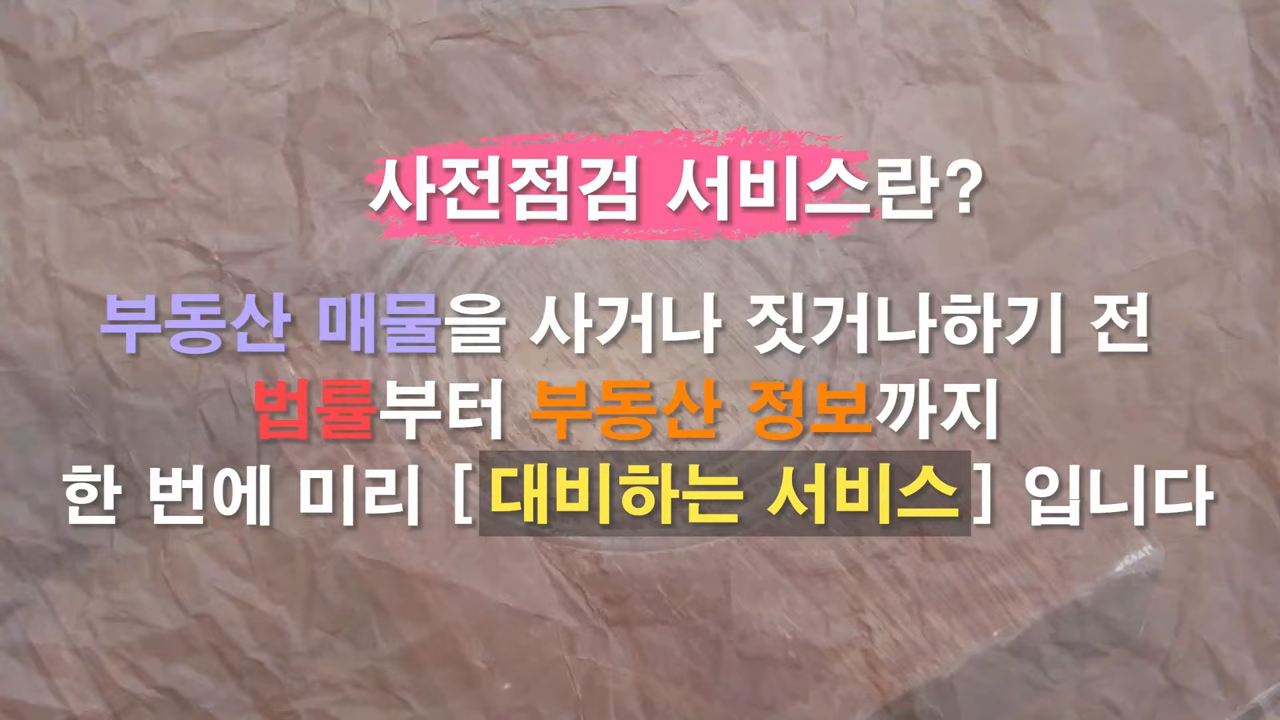 사전점검 서비스란?
부동산 매물을 사거나 짓거나하기 전
법률부터 부동산 정보까지
한 번에 미리 [대비하는 서비스] 입니다